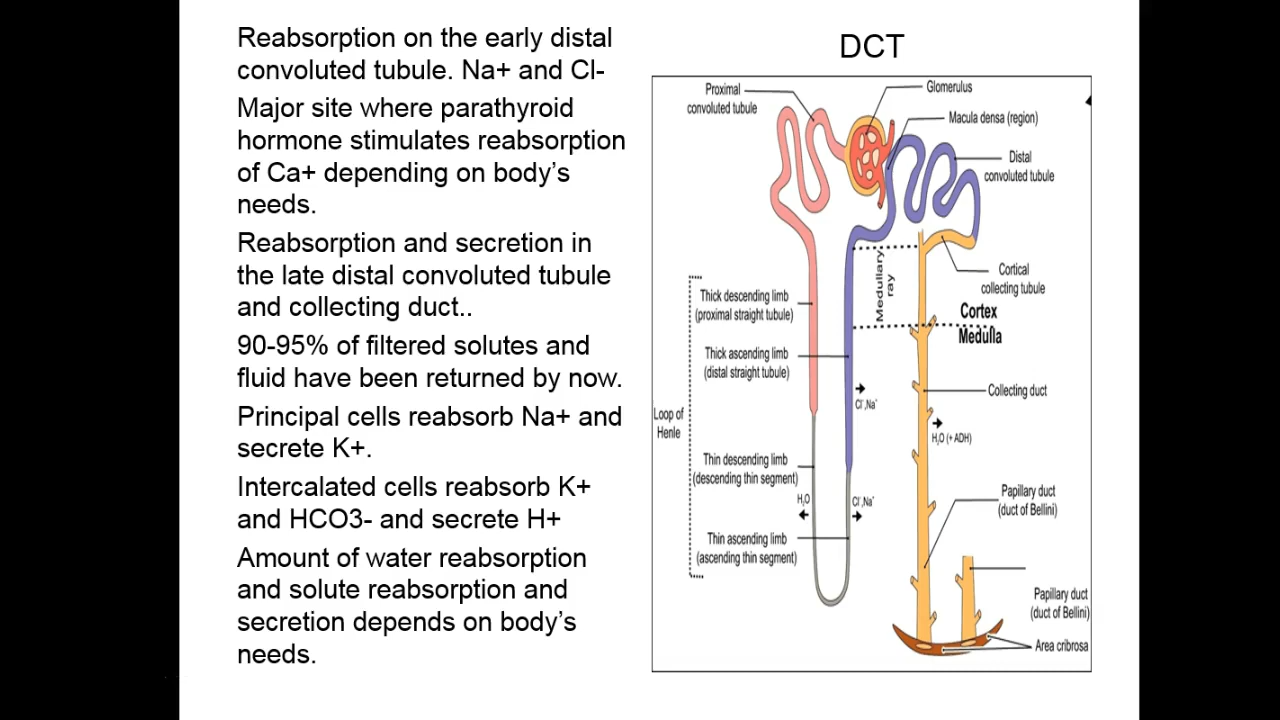 Reabsorption on the early distal
convoluted tubule. Na+ and Cl-
Major site where parathyroid
hormone stimulates reabsorption
of Ca+ depending on body’s
needs.
Reabsorption and secretion in
the late distal convoluted tubule
and collecting duct..
90-95% of filtered solutes and
fluid have been returned by now.
Principal cells reabsorb Na+ and
secrete K+.
Intercalated cells reabsorb K+
and HCO3- and secrete H+
Amount of water reabsorption
and solute reabsorption and
secretion depends on body’s
needs.
DCT
Proximal
convoluted tubule
Glomerulus
Macula densa (region)
Distal
convoluted tubule
Medullary
ray
Cortical
collecting tubule
Cortex
Medulla
Thick descending limb
(proximal straight tubule)
Thick ascending limb
(distal straight tubule)
Cl⁻,Na⁺
Collecting duct
Loop of
Henle
H₂O (+ ADH)
Thin descending limb
(descending thin segment)
H₂O
Cl⁻,Na⁺
Papillary duct
(duct of Bellini)
Thin ascending limb
(ascending thin segment)
Papillary duct
(duct of Bellini)
Area cribrosa